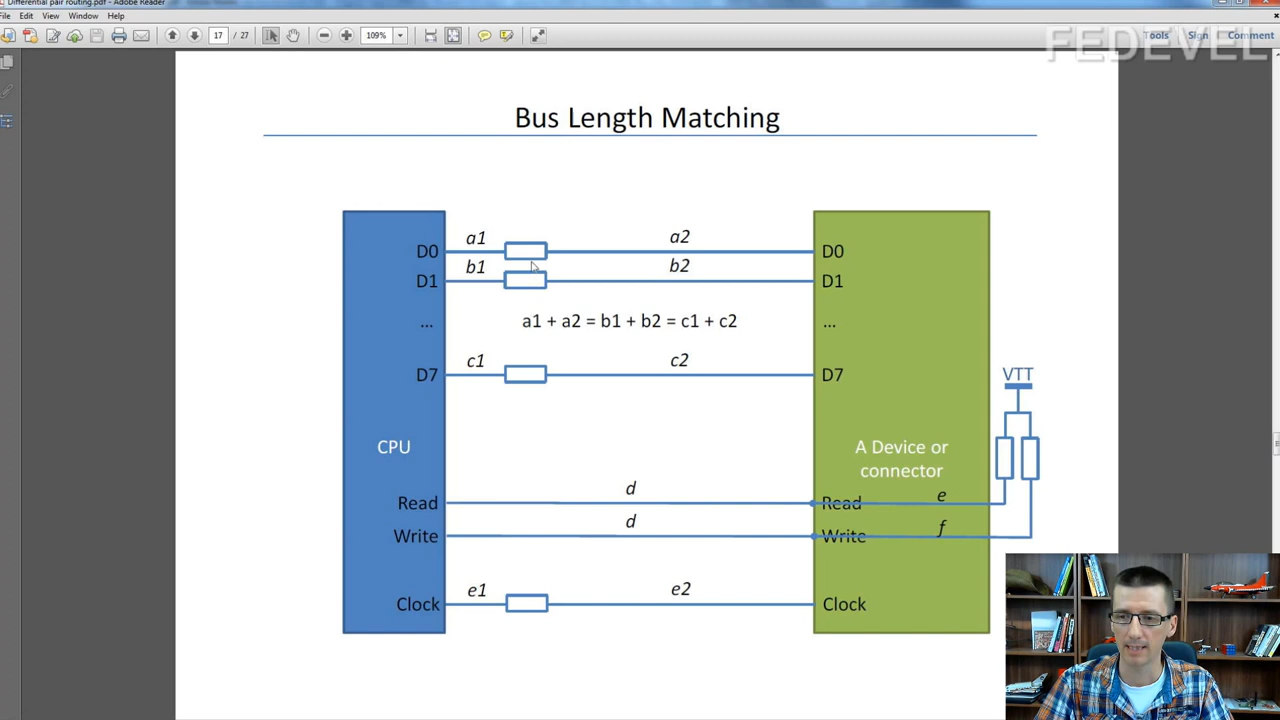 Differential pair routing.pdf - Adobe Reader
File Edit View Window Help
17 / 27 109% Tools Sign Comment
FEDEVEL
Bus Length Matching
a1 a2
D0 D0
b1 b2
D1 D1
... a1 + a2 = b1 + b2 = c1 + c2 ...
c1 c2
D7 D7
VTT
CPU A Device or
connector
d e
Read Read
d f
Write Write
e1 e2
Clock Clock